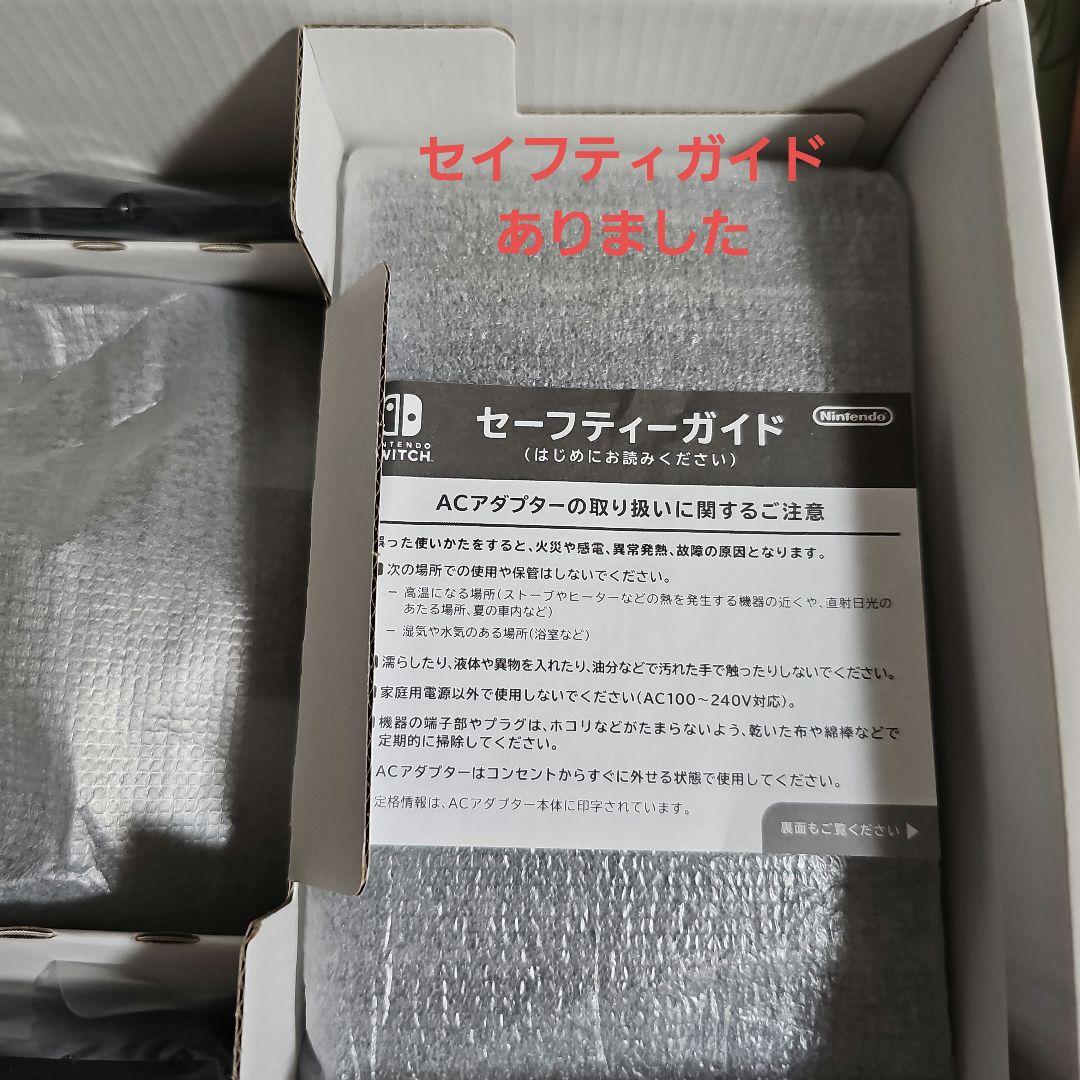 セイフティガイド
ありました
セーフティーガイド
Nintendo
(はじめにお読みください)
NTENDO
WITCH
ACアダプターの取り扱いに関するご注意
った使いかたをすると、火災や感電、異常発熱、故障の原因となります。
次の場所での使用や保管はしないでください。
− 高温になる場所(ストーブやヒーターなどの熱を発生する機器の近くや、直射日光の
あたる場所、夏の車内など)
− 湿気や水気のある場所(浴室など)
濡らしたり、液体や異物を入れたり、油分などで汚れた手で触ったりしないでください。
家庭用電源以外で使用しないでください(AC100〜240V対応)。
機器の端子部やプラグは、ホコリなどがたまらないよう、乾いた布や綿棒などで
定期的に掃除してください。
ACアダプターはコンセントからすぐに外せる状態で使用してください。
定格情報は、ACアダプター本体に印字されています。
裏面もご覧ください ▶